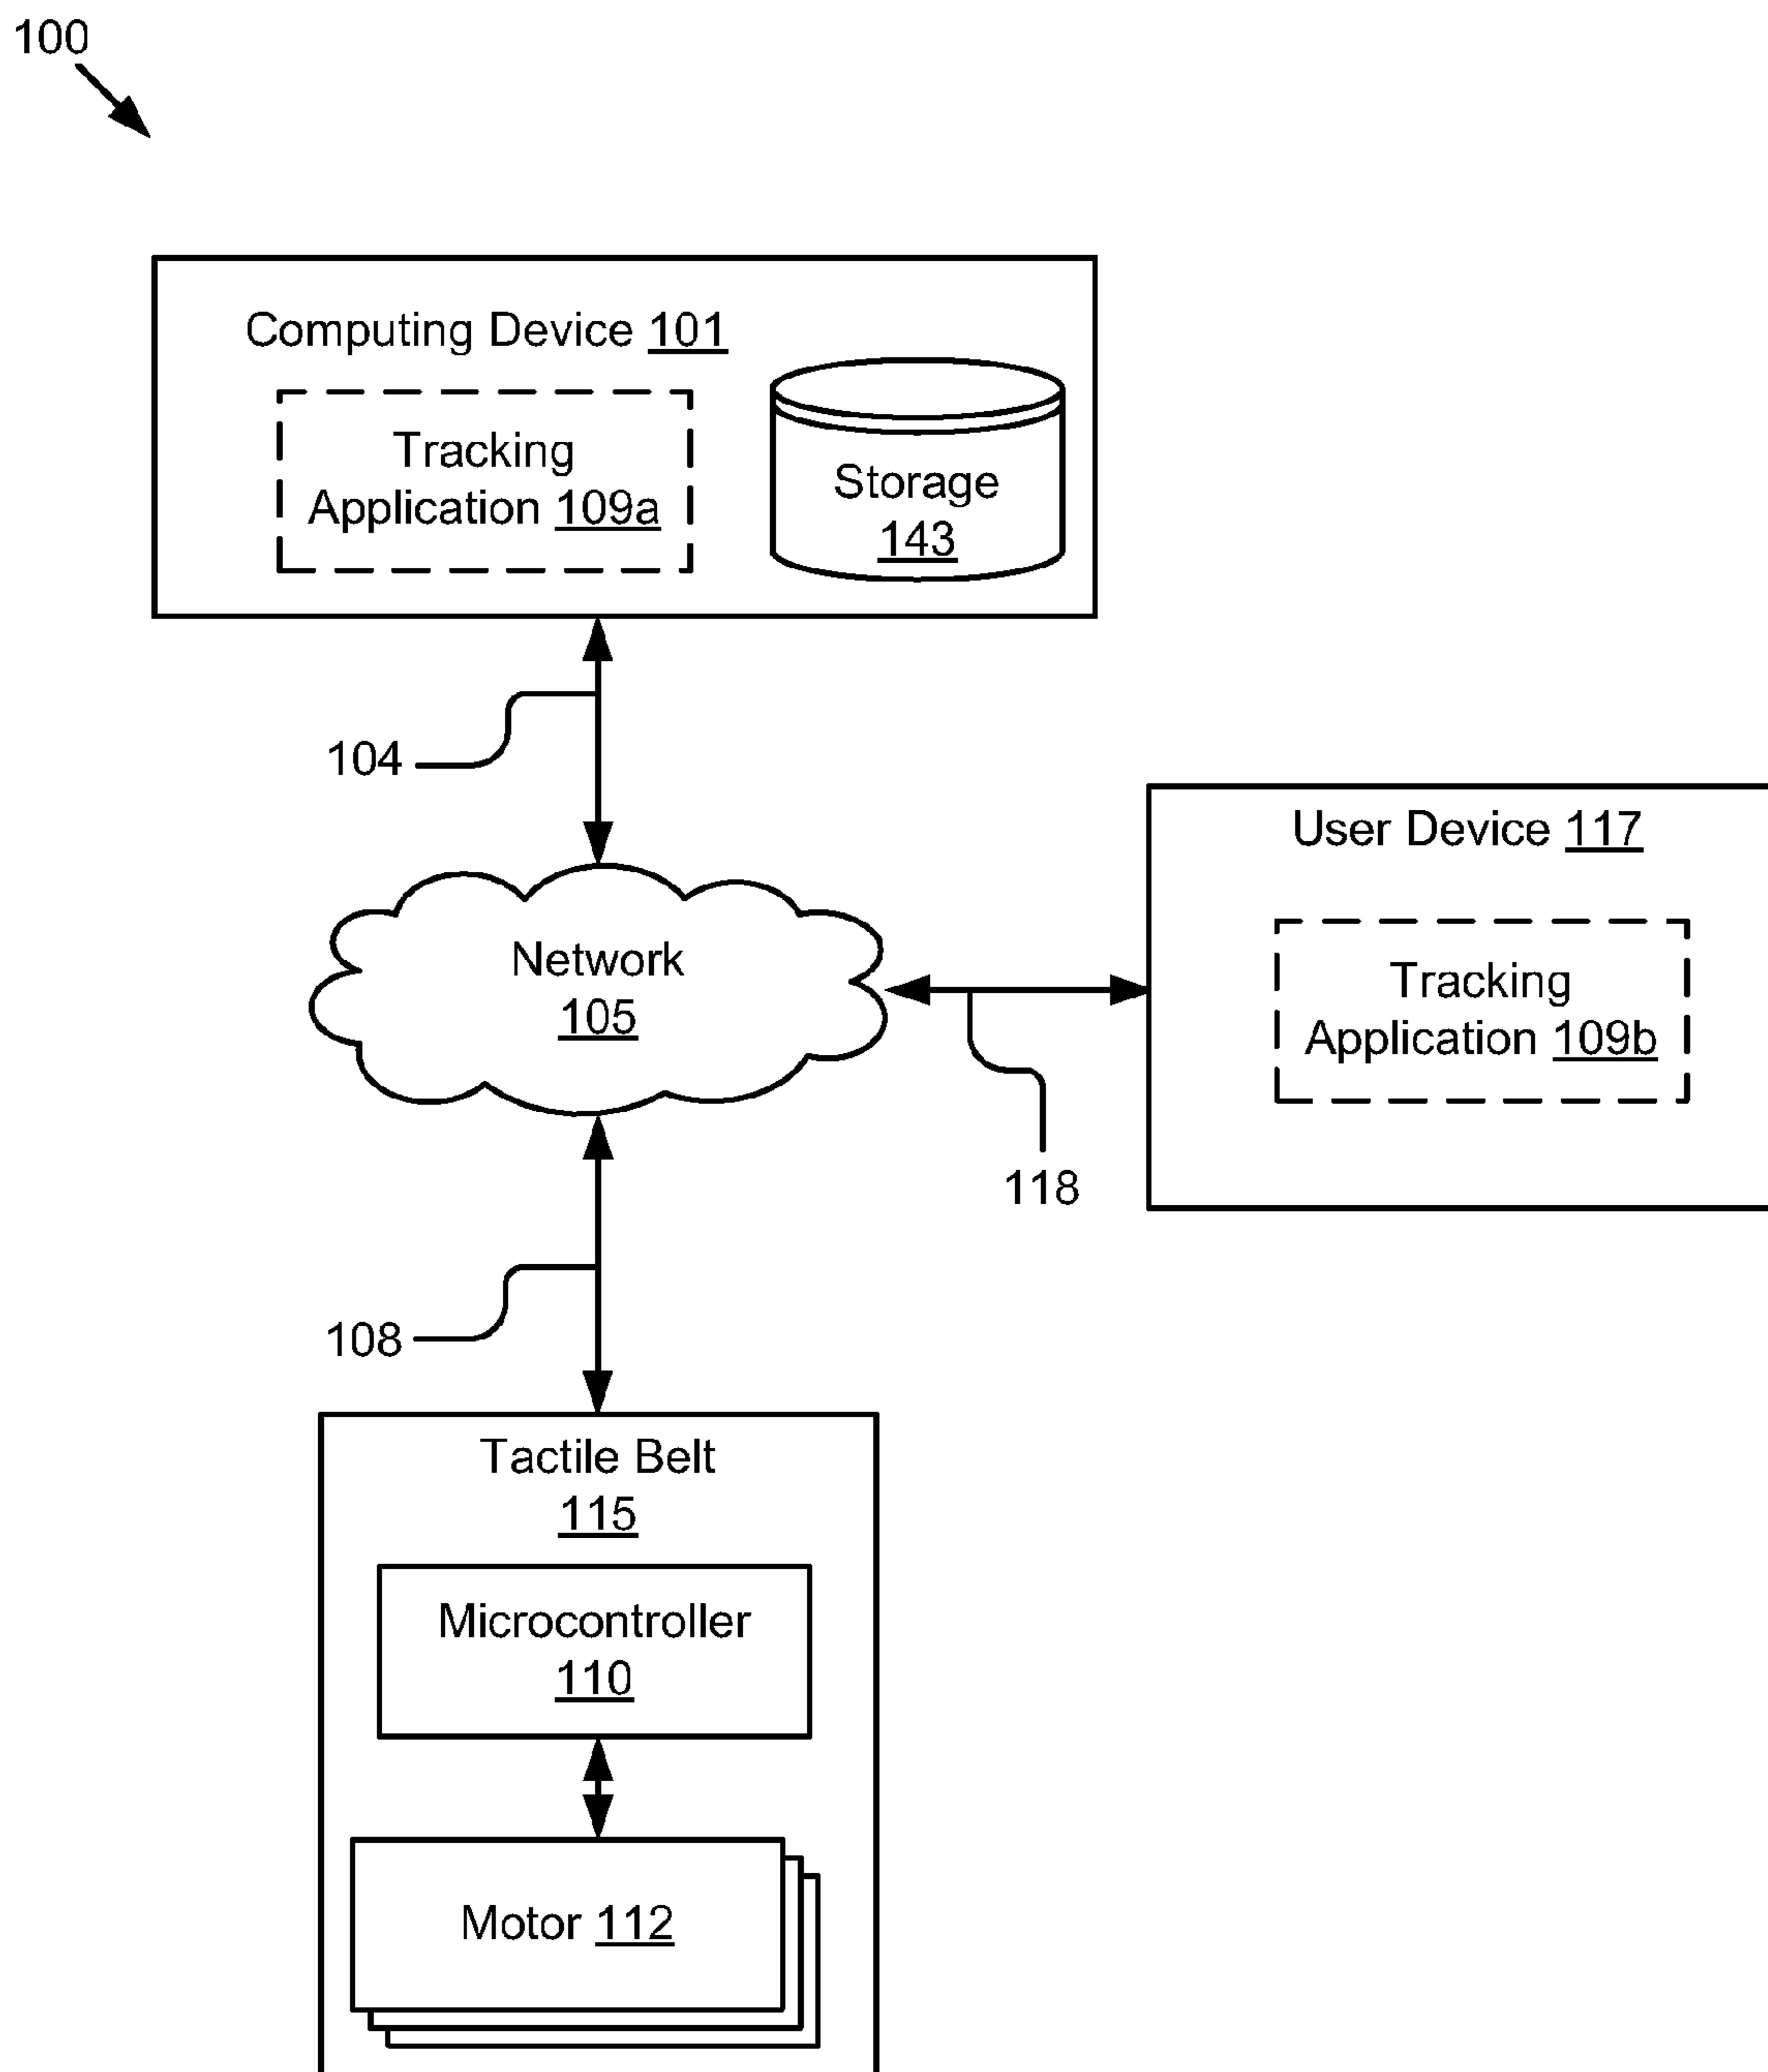 100
Computing Device 101
Tracking
Application 109a
Storage
143
104
Network
105
User Device 117
Tracking
Application 109b
118
108
Tactile Belt
115
Microcontroller
110
Motor 112